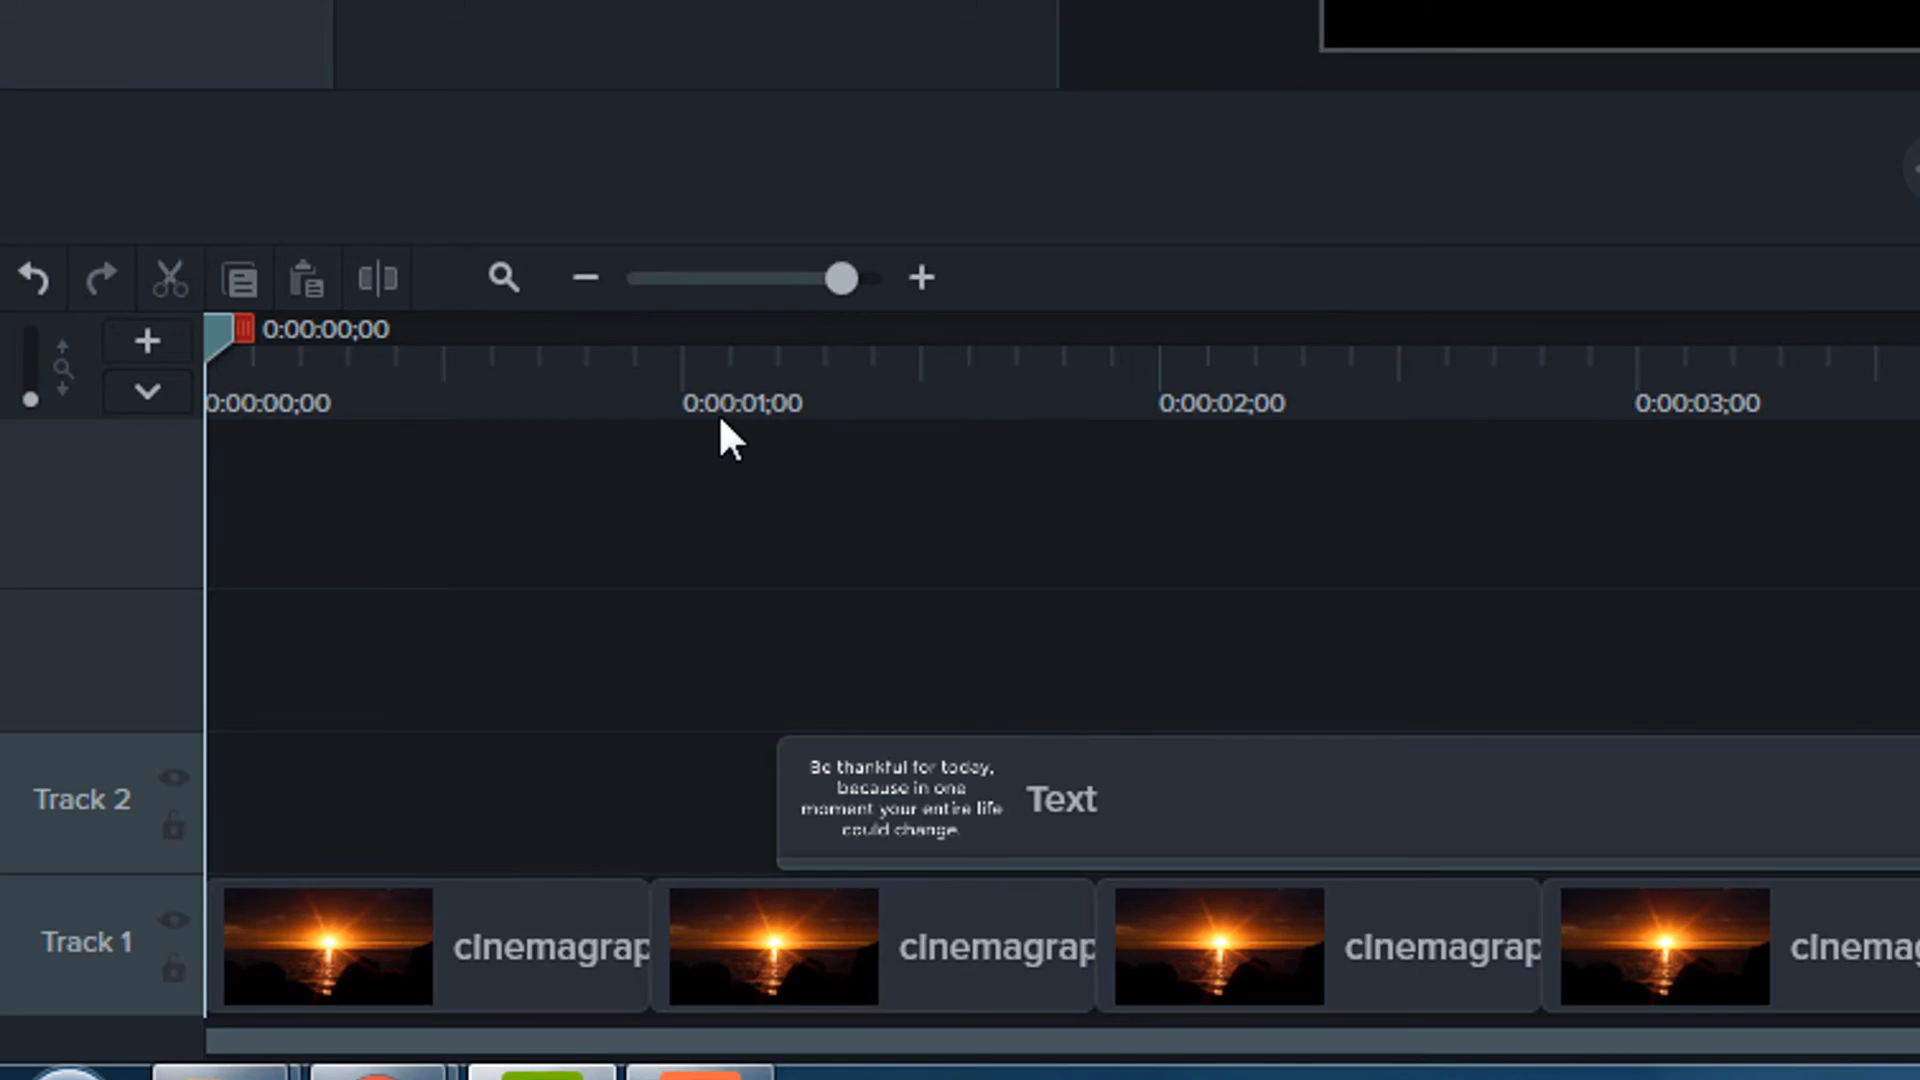 0:00:00;00
0:00:00;00 0:00:01;00 0:00:02;00 0:00:03;00
Track 2
Be thankful for today,
because in one
moment your entire life
could change.
Text
Track 1
cinemagrap cinemagrap cinemagrap cinemag